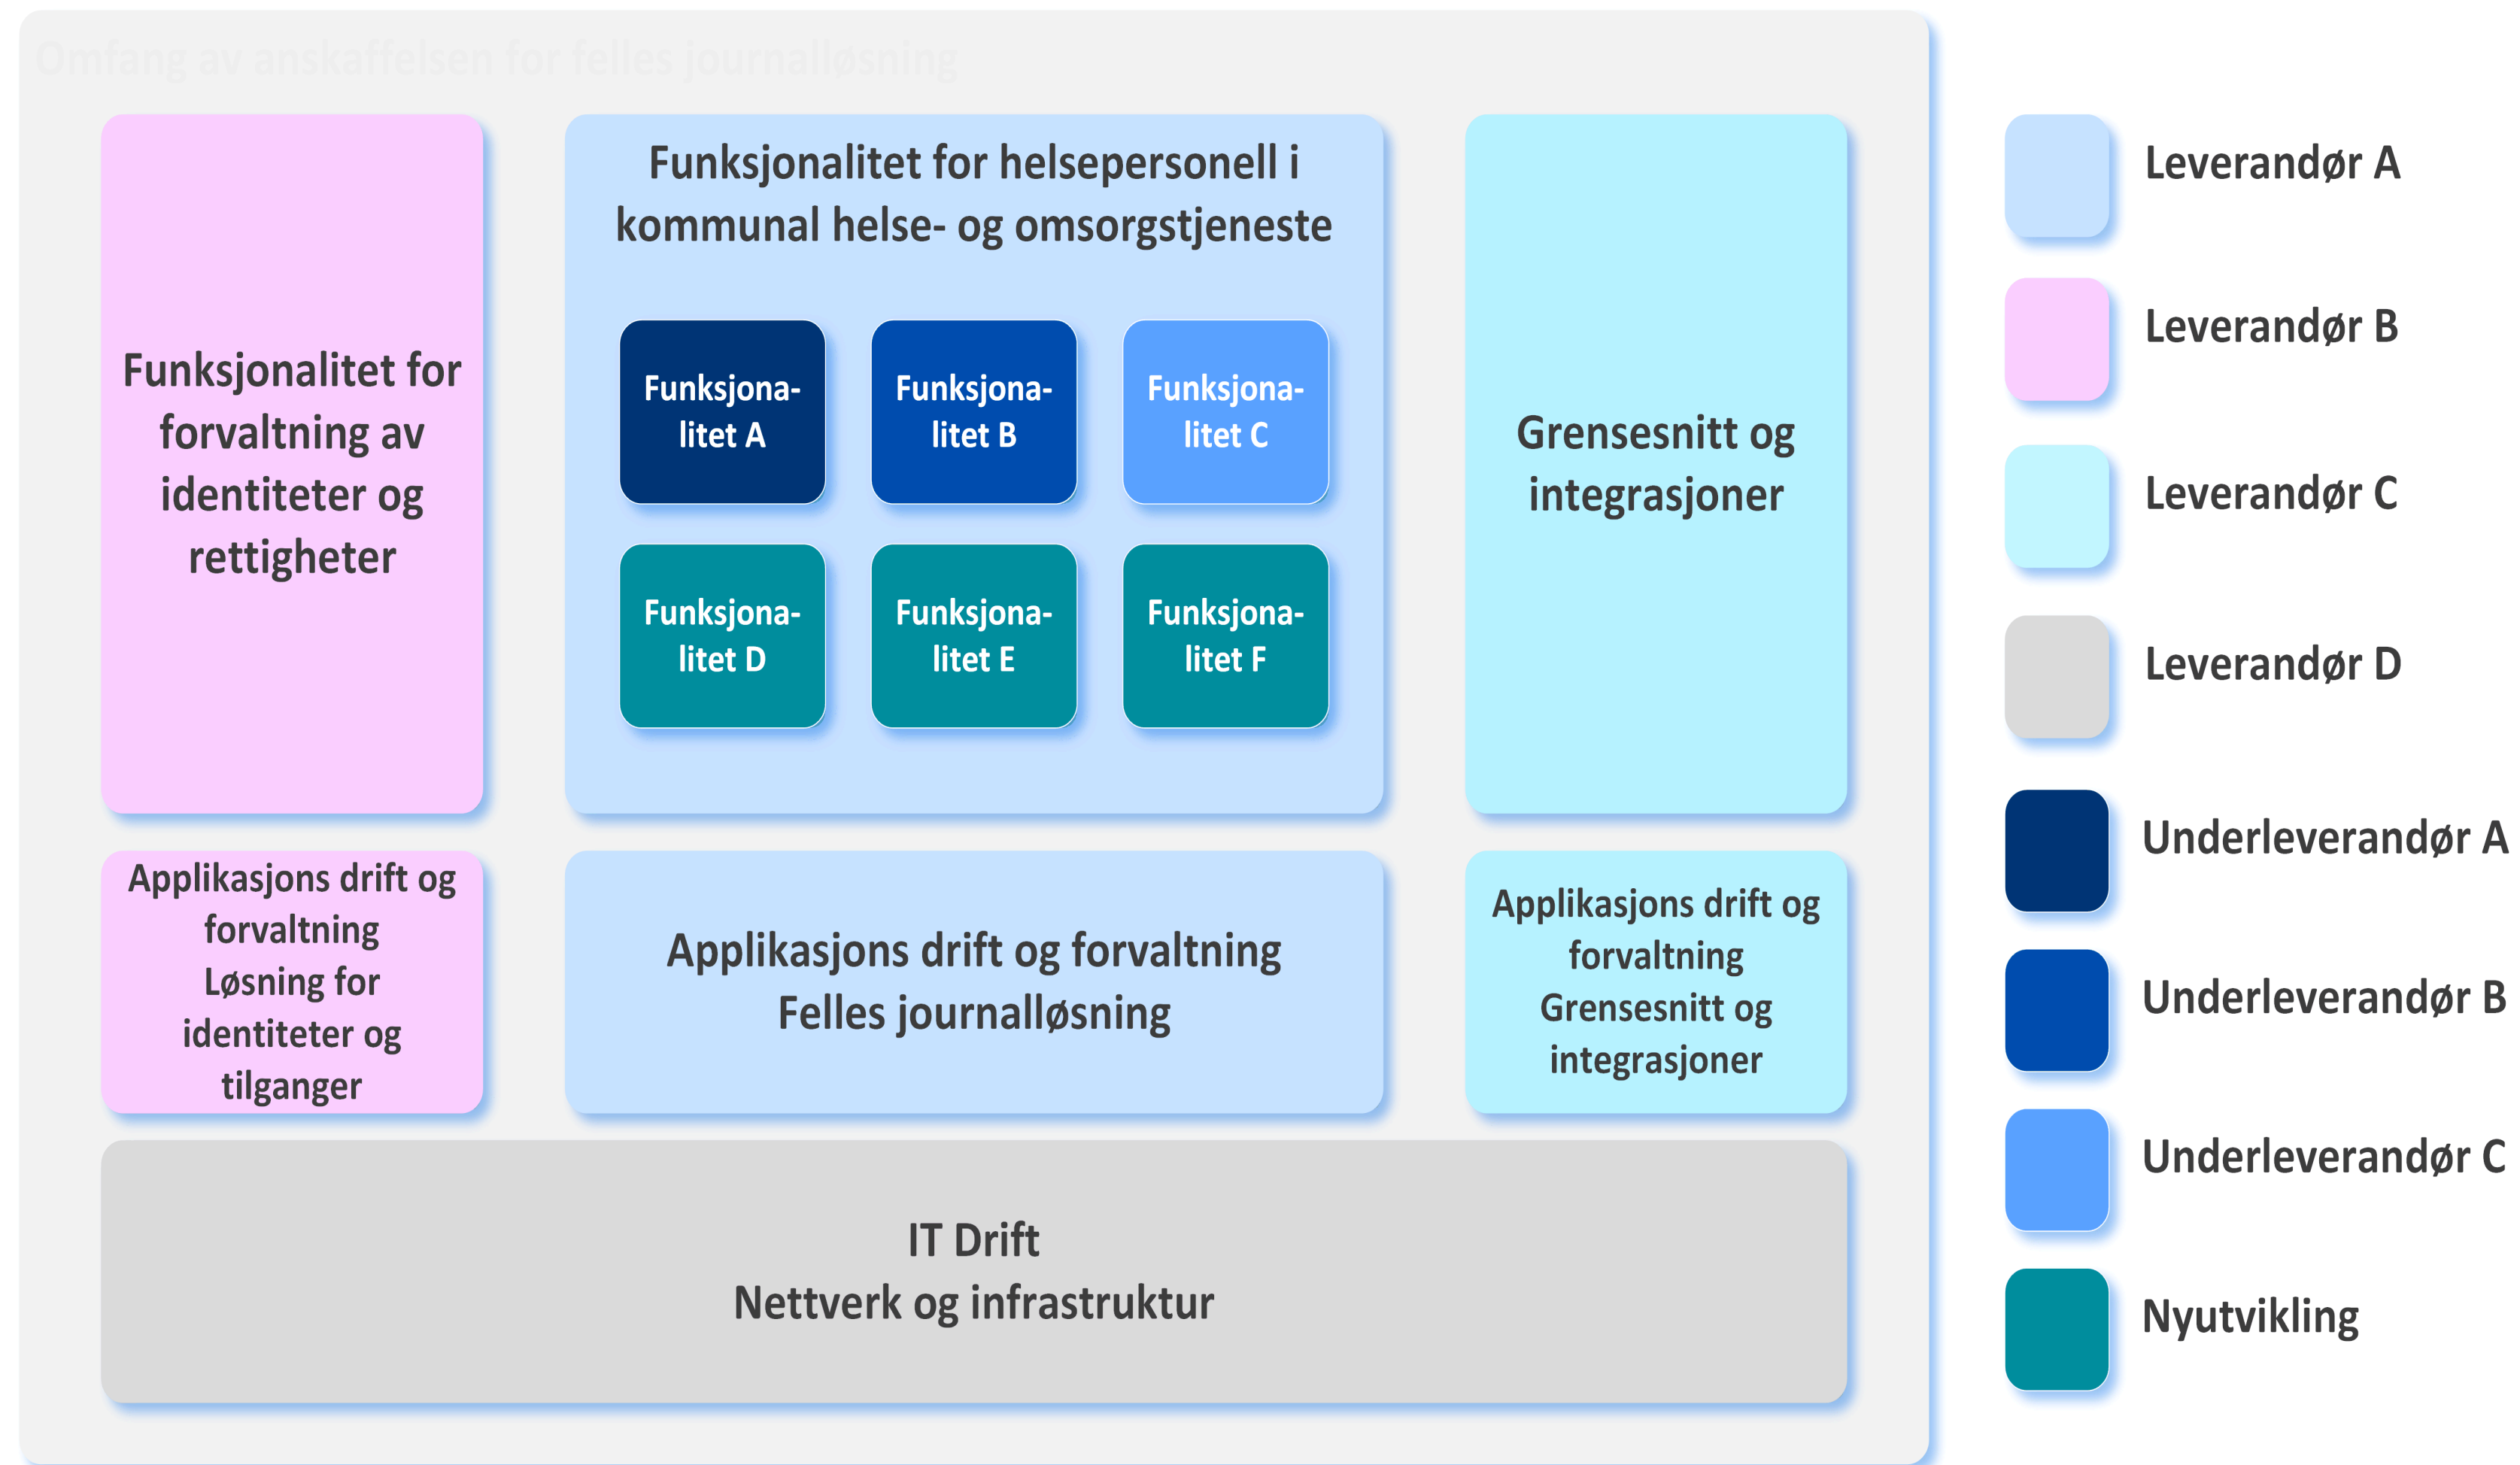 Omfang av anskaffelsen for felles journalløsning
Funksjonalitet for
forvaltning av
identiteter og
rettigheter
Funksjonalitet for helsepersonell i
kommunal helse- og omsorgstjeneste
Funksjona-
litet A
Funksjona-
litet B
Funksjona-
litet C
Funksjona-
litet D
Funksjona-
litet E
Funksjona-
litet F
Grensesnitt og
integrasjoner
Applikasjons drift og
forvaltning
Løsning for
identiteter og
tilganger
Applikasjons drift og forvaltning
Felles journalløsning
Applikasjons drift og
forvaltning
Grensesnitt og
integrasjoner
IT Drift
Nettverk og infrastruktur
Leverandør A
Leverandør B
Leverandør C
Leverandør D
Underleverandør A
Underleverandør B
Underleverandør C
Nyutvikling